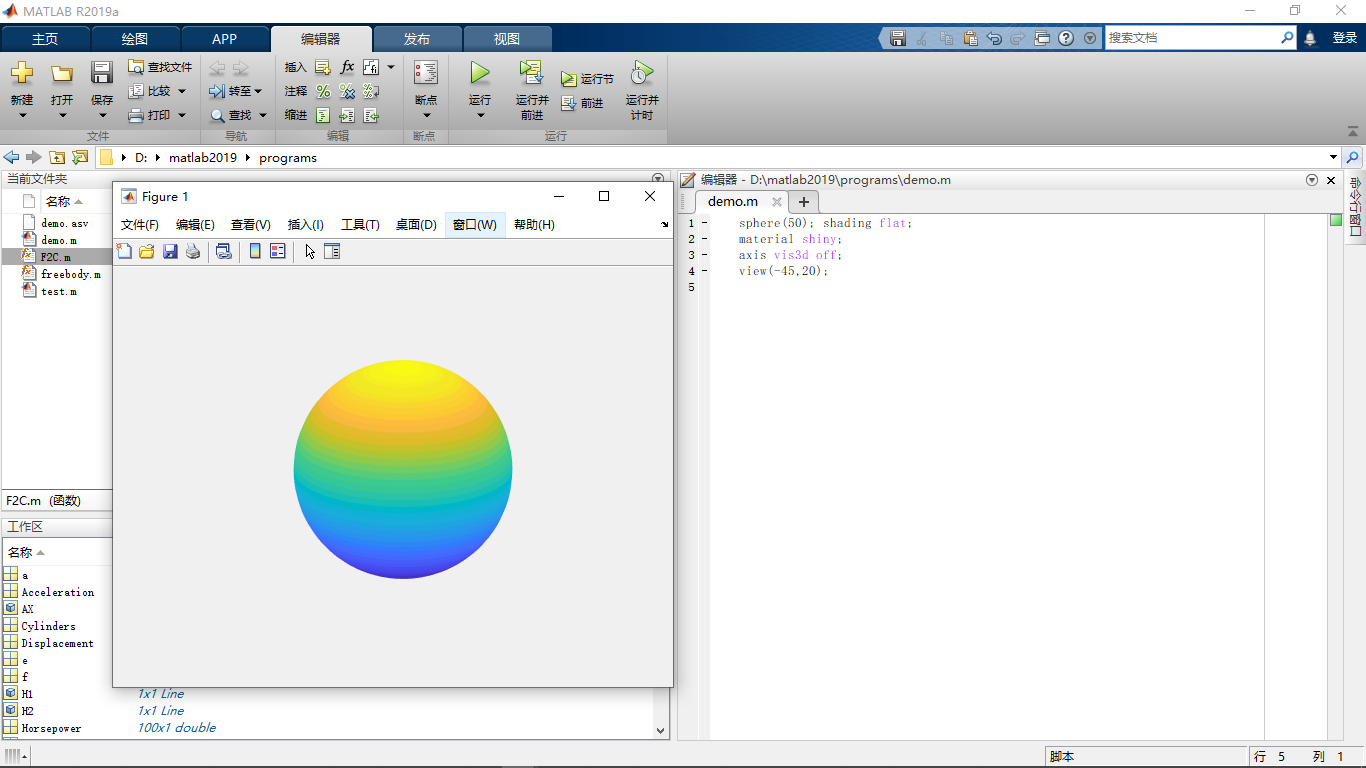 MATLAB R2019a
主页 绘图 APP 编辑器 发布 视图 搜索文档 登录
新建 打开 保存 查找文件 比较 打印 转至 查找 插入 fx 注释 缩进 断点 运行 运行并前进 运行节 前进 运行并计时
文件 导航 编辑 断点 运行
D: matlab2019 programs
当前文件夹
名称
demo.asv
demo.m
F2C.m
freebody.m
test.m
F2C.m (函数)
工作区
名称
a
Acceleration
AX
Cylinders
Displacement
e
f
H1 1x1 Line
H2 1x1 Line
Horsepower 100x1 double
Figure 1
文件(F) 编辑(E) 查看(V) 插入(I) 工具(T) 桌面(D) 窗口(W) 帮助(H)
编辑器 - D:\matlab2019\programs\demo.m
demo.m
1 - sphere(50); shading flat;
2 - material shiny;
3 - axis vis3d off;
4 - view(-45,20);
5
命令行窗口
脚本 行 5 列 1